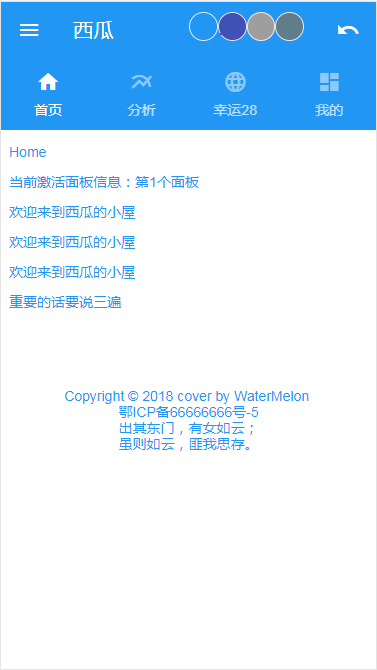 西瓜
首页
分析
幸运28
我的
Home
当前激活面板信息：第1个面板
欢迎来到西瓜的小屋
欢迎来到西瓜的小屋
欢迎来到西瓜的小屋
重要的话要说三遍
Copyright © 2018 cover by WaterMelon
鄂ICP备66666666号-5
出其东门，有女如云；
虽则如云，匪我思存。